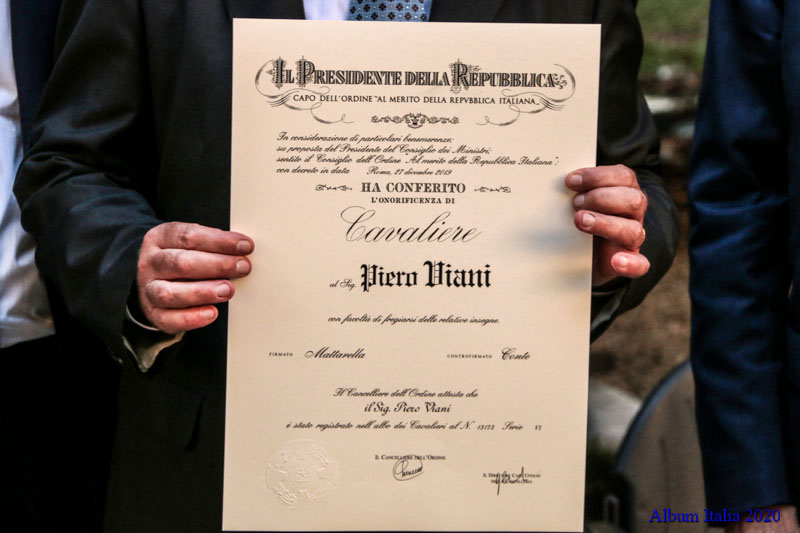 IL PRESIDENTE DELLA REPUBBLICA
CAPO DELL'ORDINE "AL MERITO DELLA REPVBBLICA ITALIANA"
In considerazione di particolari benemerenze;
su proposta del Presidente del Consiglio dei Ministri;
sentito il Consiglio dell'Ordine "Al merito della Repubblica Italiana";
con decreto in data Roma, 27 dicembre 2019
HA CONFERITO
L'ONORIFICENZA DI
Cavaliere
al Sig. Piero Viani
con facoltà di fregiarsi delle relative insegne.
FIRMATO Mattarella CONTROFIRMATO Conte
Il Cancelliere dell'Ordine attesta che
il Sig. Piero Viani
è stato registrato nell'albo dei Cavalieri al N. 13173 Serie VI
IL CANCELLIERE DELL'ORDINE
Album Italia 2020